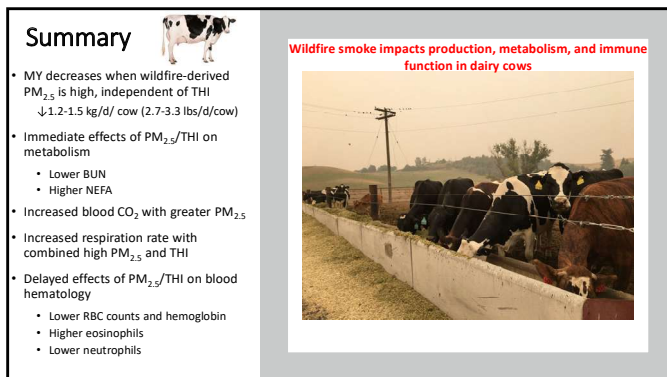 Summary
• MY decreases when wildfire-derived
PM2.5 is high, independent of THI
↓1.2-1.5 kg/d/ cow (2.7-3.3 lbs/d/cow)
• Immediate effects of PM2.5/THI on
metabolism
• Lower BUN
• Higher NEFA
• Increased blood CO2 with greater PM2.5
• Increased respiration rate with
combined high PM2.5 and THI
• Delayed effects of PM2.5/THI on blood
hematology
• Lower RBC counts and hemoglobin
• Higher eosinophils
• Lower neutrophils
Wildfire smoke impacts production, metabolism, and immune
function in dairy cows